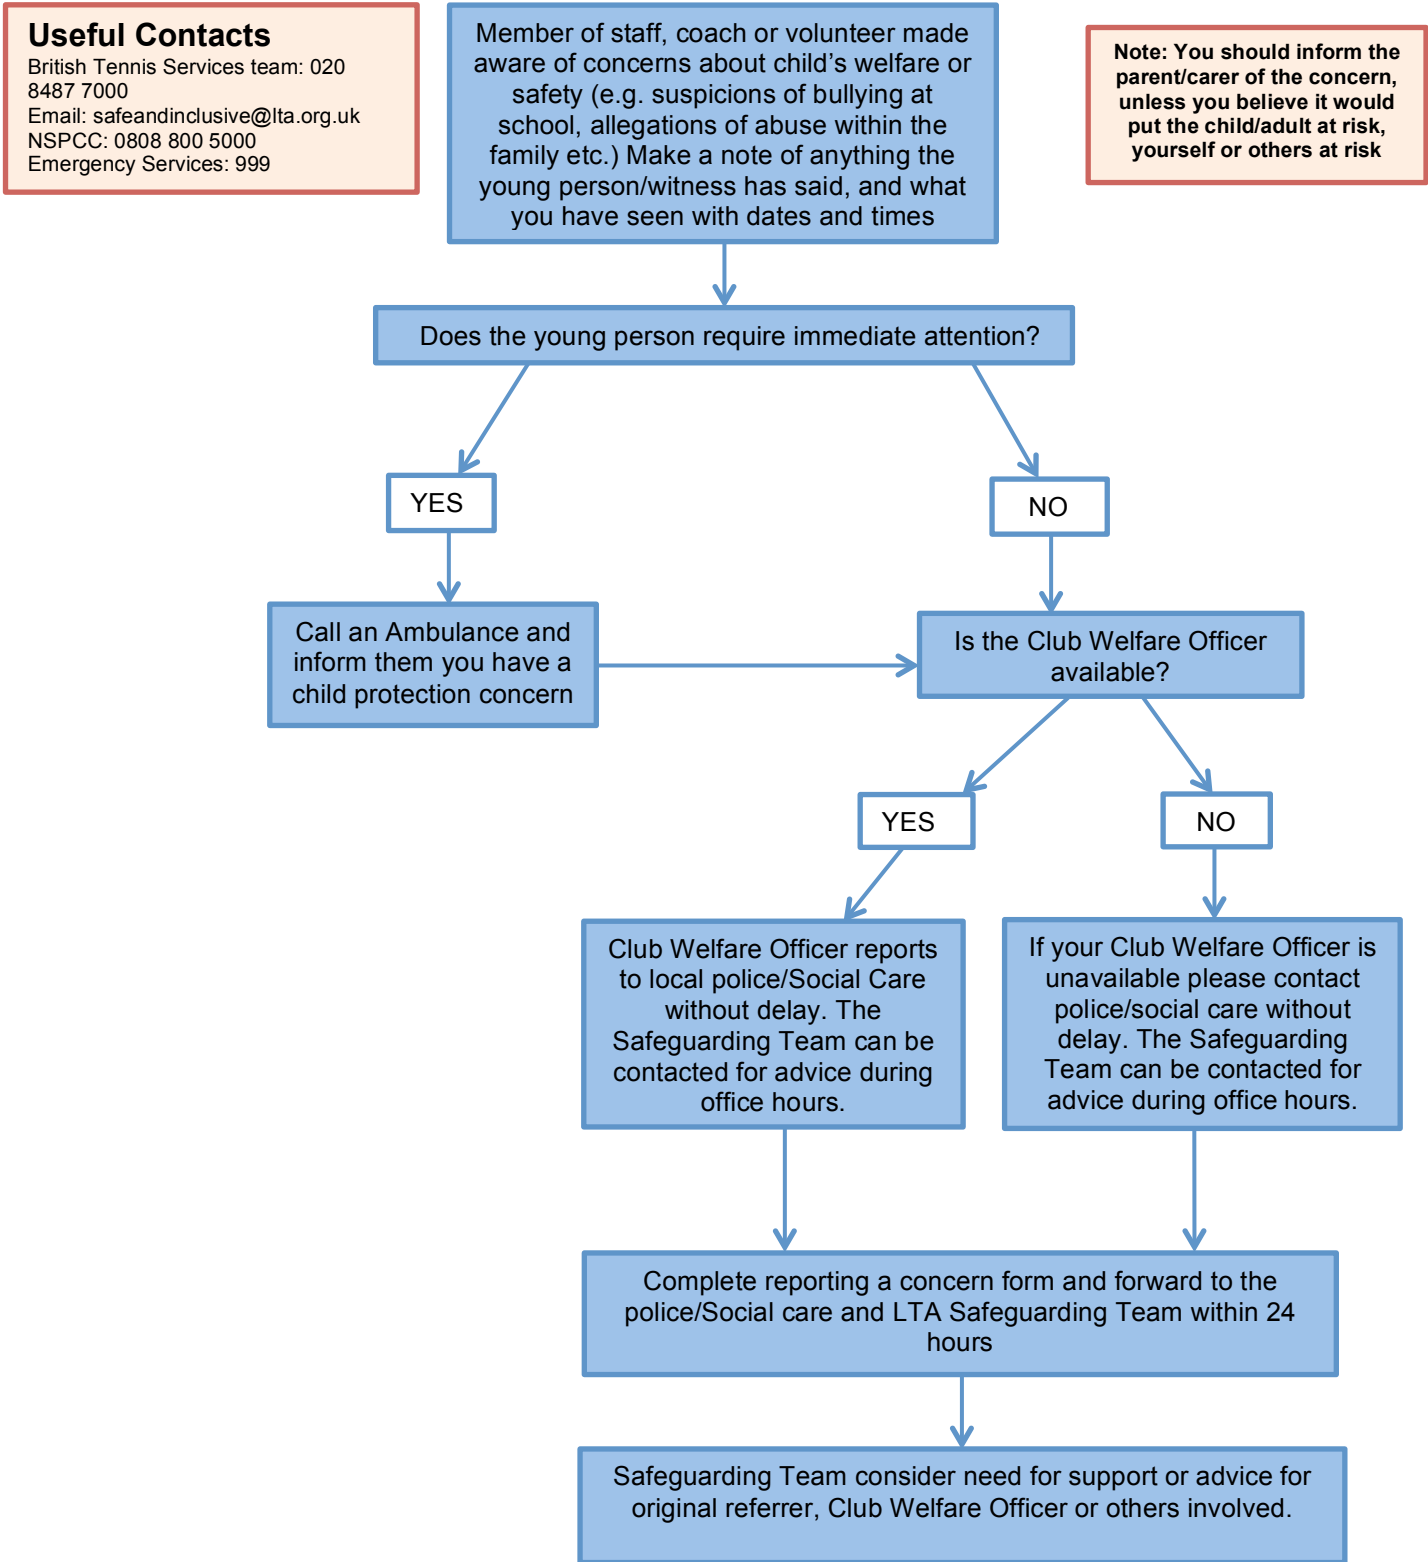 Useful Contacts
British Tennis Services team: 020
8487 7000
Email: safeandinclusive@lta.org.uk
NSPCC: 0808 800 5000
Emergency Services: 999
Member of staff, coach or volunteer made
aware of concerns about child’s welfare or
safety (e.g. suspicions of bullying at
school, allegations of abuse within the
family etc.) Make a note of anything the
young person/witness has said, and what
you have seen with dates and times
Note: You should inform the
parent/carer of the concern,
unless you believe it would
put the child/adult at risk,
yourself or others at risk
Does the young person require immediate attention?
YES
NO
Call an Ambulance and
inform them you have a
child protection concern
Is the Club Welfare Officer
available?
YES
NO
Club Welfare Officer reports
to local police/Social Care
without delay. The
Safeguarding Team can be
contacted for advice during
office hours.
If your Club Welfare Officer is
unavailable please contact
police/social care without
delay. The Safeguarding
Team can be contacted for
advice during office hours.
Complete reporting a concern form and forward to the
police/Social care and LTA Safeguarding Team within 24
hours
Safeguarding Team consider need for support or advice for
original referrer, Club Welfare Officer or others involved.